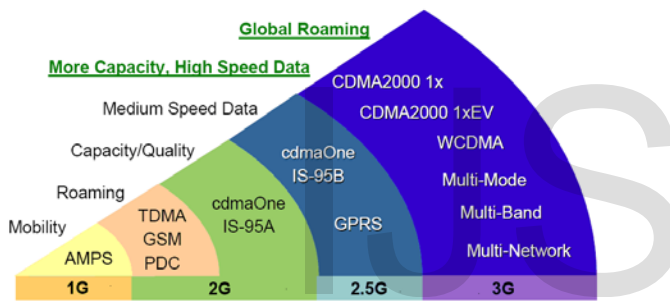 Global Roaming
More Capacity, High Speed Data
Medium Speed Data
Capacity/Quality
Roaming
Mobility
AMPS
TDMA
GSM
PDC
cdmaOne
IS-95A
cdmaOne
IS-95B
GPRS
CDMA2000 1x
CDMA2000 1xEV
WCDMA
Multi-Mode
Multi-Band
Multi-Network
1G
2G
2.5G
3G
IJS